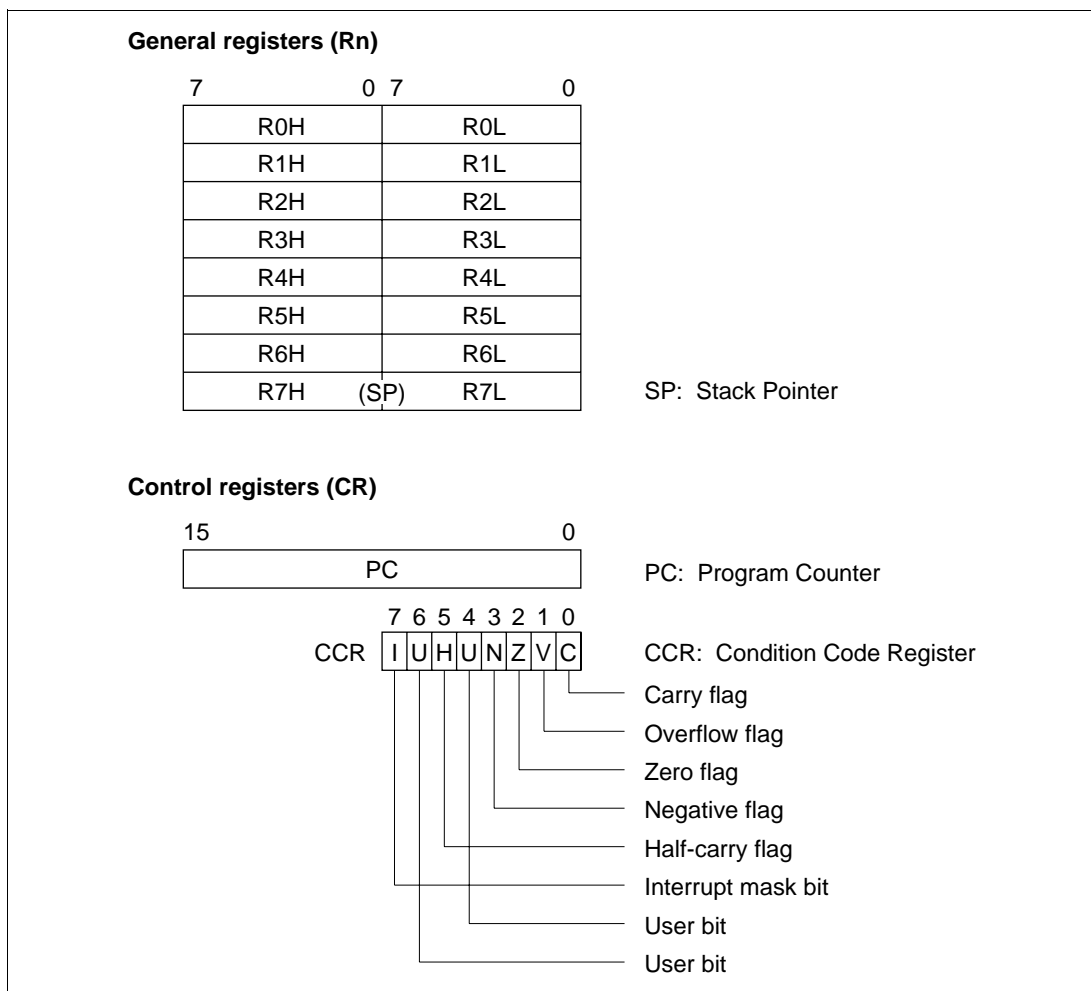 General registers (Rn)
7 0 7 0
R0H R0L
R1H R1L
R2H R2L
R3H R3L
R4H R4L
R5H R5L
R6H R6L
R7H (SP) R7L SP: Stack Pointer
Control registers (CR)
15 0
PC PC: Program Counter
7 6 5 4 3 2 1 0
CCR I U H U N Z V C CCR: Condition Code Register
Carry flag
Overflow flag
Zero flag
Negative flag
Half-carry flag
Interrupt mask bit
User bit
User bit